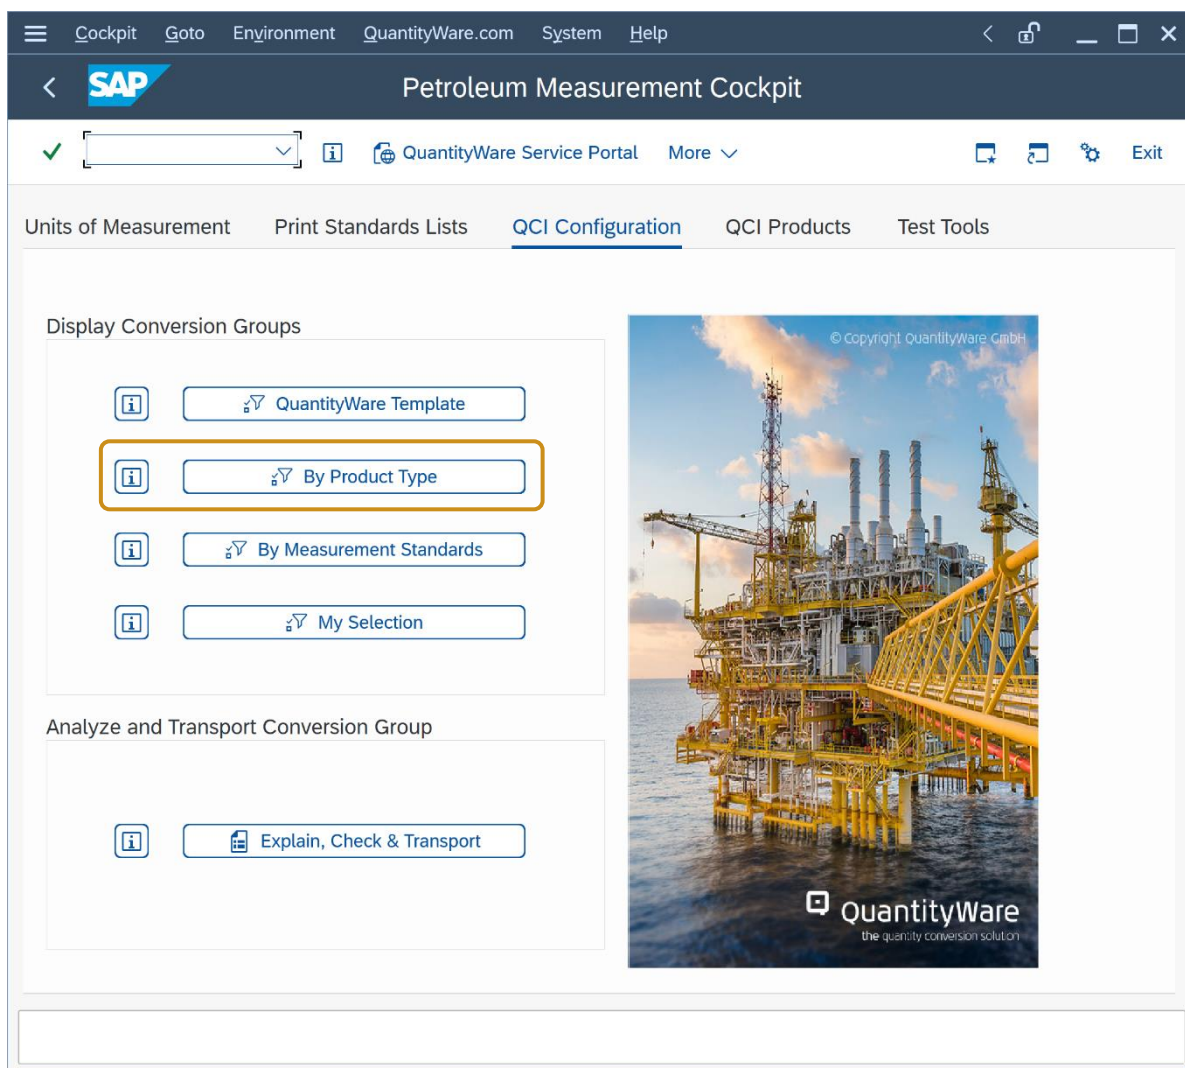 Cockpit Goto Environment QuantityWare.com System Help
SAP Petroleum Measurement Cockpit
QuantityWare Service Portal More Exit
Units of Measurement Print Standards Lists QCI Configuration QCI Products Test Tools
Display Conversion Groups
© Copyright QuantityWare GmbH
QuantityWare Template
By Product Type
By Measurement Standards
My Selection
Analyze and Transport Conversion Group
Explain, Check & Transport
QuantityWare
the quantity conversion solution